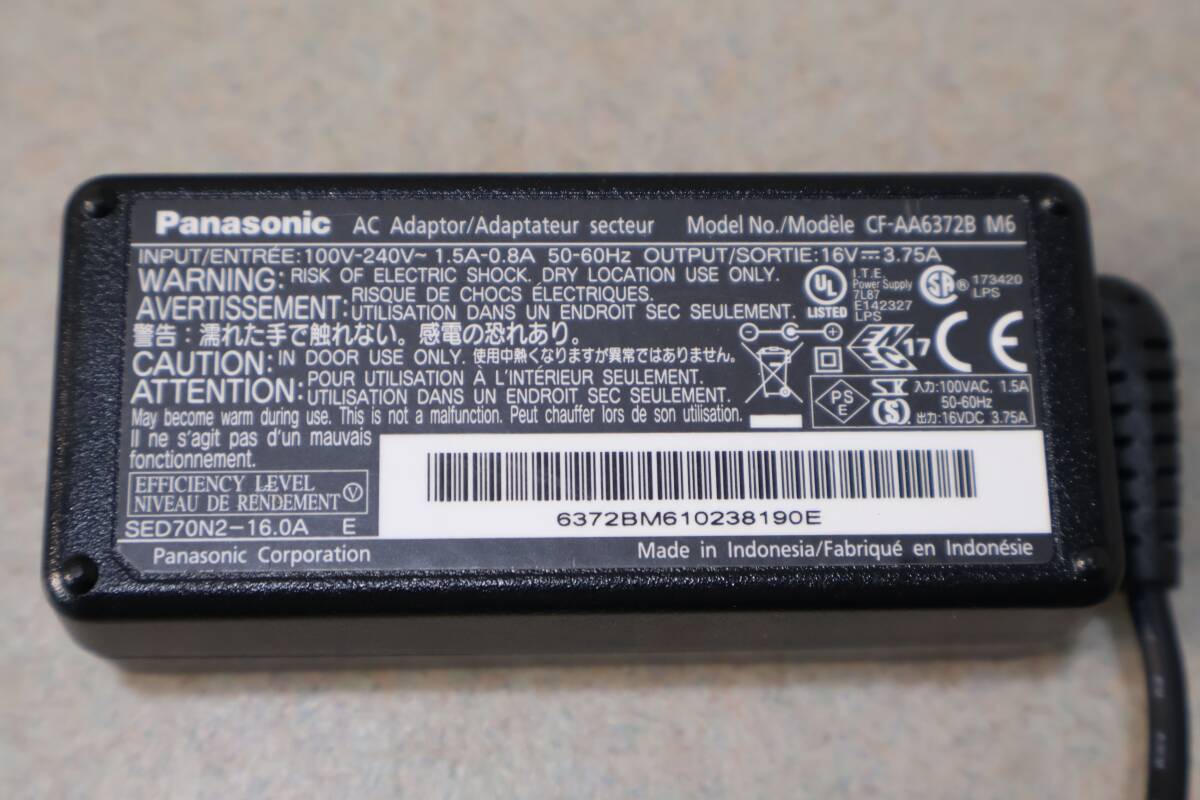 Panasonic AC Adaptor/Adaptateur secteur Model No./Modèle CF-AA6372B M6
INPUT/ENTRÉE:100V-240V~ 1.5A-0.8A 50-60Hz OUTPUT/SORTIE:16V⎓3.75A
WARNING: RISK OF ELECTRIC SHOCK. DRY LOCATION USE ONLY.
AVERTISSEMENT: RISQUE DE CHOCS ÉLECTRIQUES.
UTILISATION DANS UN ENDROIT SEC SEULEMENT.
警告：濡れた手で触れない。感電の恐れあり。
CAUTION: IN DOOR USE ONLY. 使用中熱くなりますが異常ではありません。
ATTENTION: POUR UTILISATION À L'INTÉRIEUR SEULEMENT.
UTILISATION DANS UN ENDROIT SEC SEULEMENT.
May become warm during use. This is not a malfunction. Peut chauffer lors de son utilisation.
Il ne s'agit pas d'un mauvais
fonctionnement.
UL
LISTED
I.T.E.
Power Supply
7L87
E142327
LPS
SA ®
173420
LPS
17
CE
PS
E
入力:100VAC, 1.5A
50-60Hz
出力:16VDC 3.75A
EFFICIENCY LEVEL
NIVEAU DE RENDEMENT V
SED70N2-16.0A E
6372BM610238190E
Panasonic Corporation
Made in Indonesia/Fabriqué en Indonésie